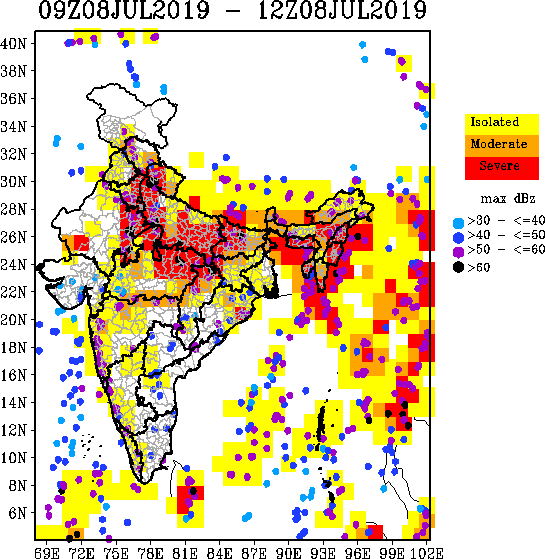 09Z08JUL2019 - 12Z08JUL2019
40N
38N
36N
34N
32N
30N
28N
26N
24N
22N
20N
18N
16N
14N
12N
10N
8N
6N
69E 72E 75E 78E 81E 84E 87E 90E 93E 96E 99E 102E
Isolated
Moderate
Severe
max dBz
>30 - <=40
>40 - <=50
>50 - <=60
>60